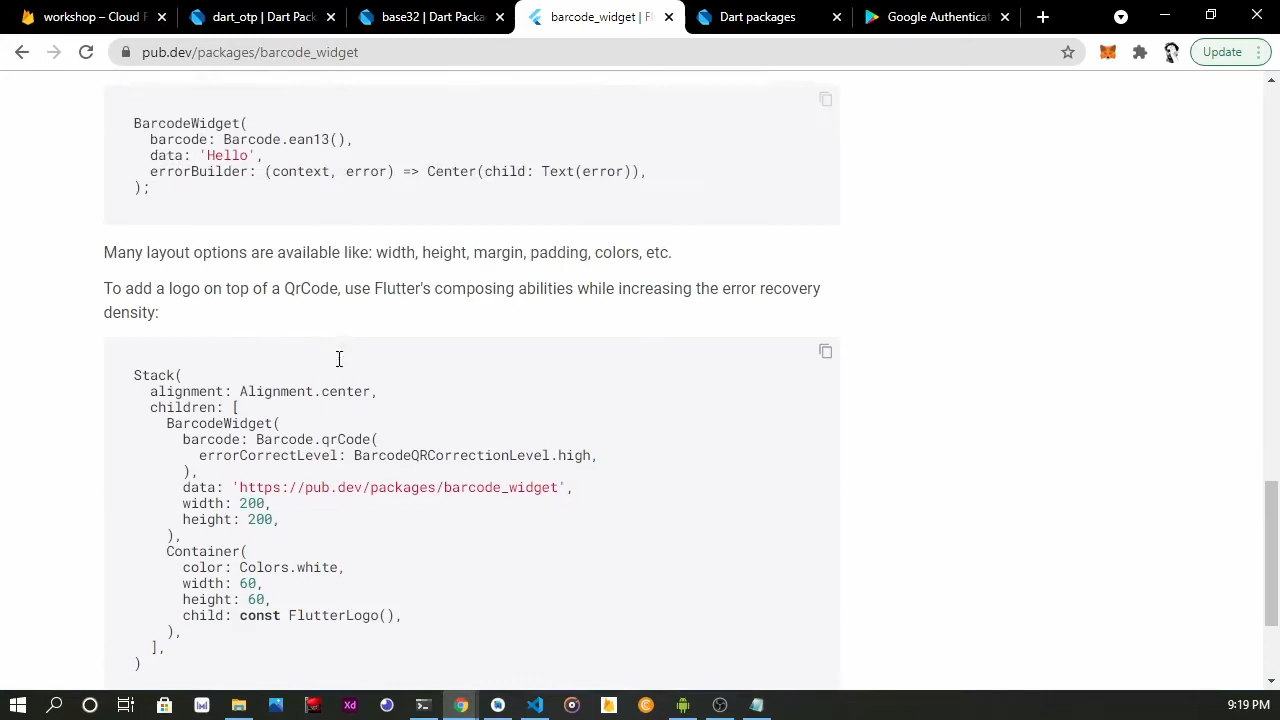 workshop – Cloud F
dart_otp | Dart Pack
base32 | Dart Packa
barcode_widget | Fl
Dart packages
Google Authenticat
pub.dev/packages/barcode_widget
Update
BarcodeWidget(
  barcode: Barcode.ean13(),
  data: 'Hello',
  errorBuilder: (context, error) => Center(child: Text(error)),
);
Many layout options are available like: width, height, margin, padding, colors, etc.
To add a logo on top of a QrCode, use Flutter's composing abilities while increasing the error recovery
density:
Stack(
  alignment: Alignment.center,
  children: [
    BarcodeWidget(
      barcode: Barcode.qrCode(
        errorCorrectLevel: BarcodeQRCorrectionLevel.high,
      ),
      data: 'https://pub.dev/packages/barcode_widget',
      width: 200,
      height: 200,
    ),
    Container(
      color: Colors.white,
      width: 60,
      height: 60,
      child: const FlutterLogo(),
    ),
  ],
)
Xd
9:19 PM